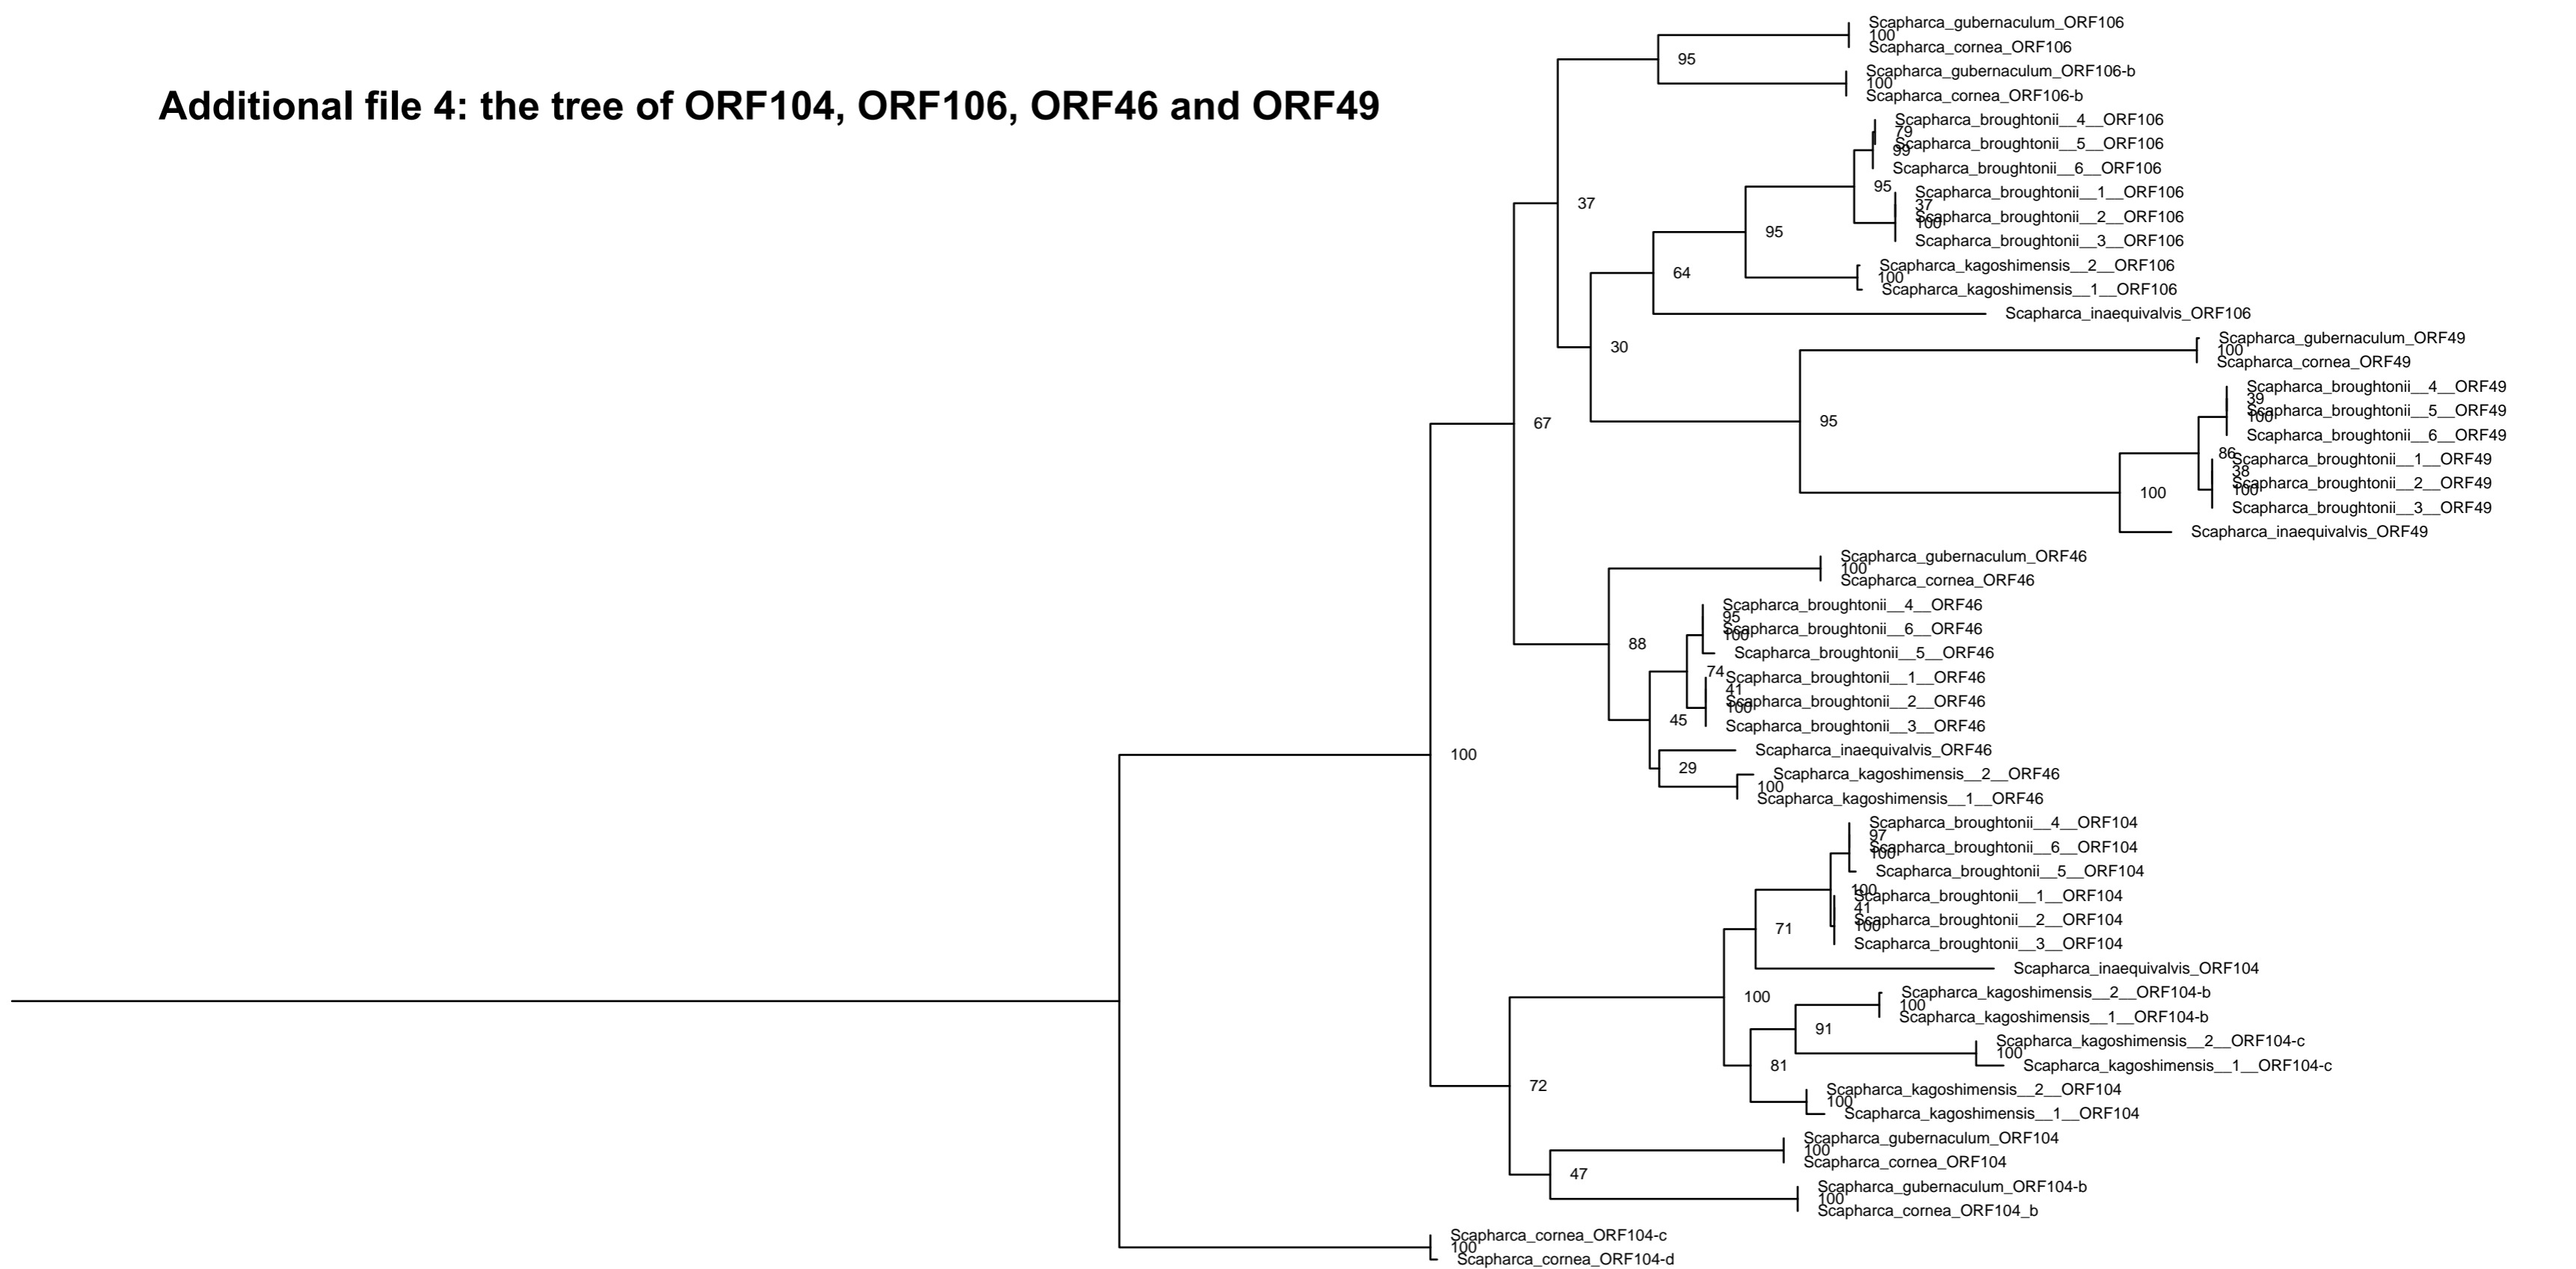 Additional file 4: the tree of ORF104, ORF106, ORF46 and ORF49
Scapharca_gubernaculum_ORF106
100
Scapharca_cornea_ORF106
95
Scapharca_gubernaculum_ORF106-b
100
Scapharca_cornea_ORF106-b
37
Scapharca_broughtonii__4__ORF106
79
Scapharca_broughtonii__5__ORF106
99
Scapharca_broughtonii__6__ORF106
95
Scapharca_broughtonii__1__ORF106
37
Scapharca_broughtonii__2__ORF106
100
Scapharca_broughtonii__3__ORF106
95
Scapharca_kagoshimensis__2__ORF106
100
Scapharca_kagoshimensis__1__ORF106
64
Scapharca_inaequivalvis_ORF106
30
Scapharca_gubernaculum_ORF49
100
Scapharca_cornea_ORF49
95
Scapharca_broughtonii__4__ORF49
39
Scapharca_broughtonii__5__ORF49
100
Scapharca_broughtonii__6__ORF49
86
Scapharca_broughtonii__1__ORF49
38
Scapharca_broughtonii__2__ORF49
100
Scapharca_broughtonii__3__ORF49
100
Scapharca_inaequivalvis_ORF49
67
Scapharca_gubernaculum_ORF46
100
Scapharca_cornea_ORF46
88
Scapharca_broughtonii__4__ORF46
95
Scapharca_broughtonii__6__ORF46
100
Scapharca_broughtonii__5__ORF46
74
Scapharca_broughtonii__1__ORF46
41
Scapharca_broughtonii__2__ORF46
100
Scapharca_broughtonii__3__ORF46
45
Scapharca_inaequivalvis_ORF46
29
Scapharca_kagoshimensis__2__ORF46
100
Scapharca_kagoshimensis__1__ORF46
100
Scapharca_broughtonii__4__ORF104
97
Scapharca_broughtonii__6__ORF104
100
Scapharca_broughtonii__5__ORF104
100
Scapharca_broughtonii__1__ORF104
41
Scapharca_broughtonii__2__ORF104
100
Scapharca_broughtonii__3__ORF104
71
Scapharca_inaequivalvis_ORF104
100
Scapharca_kagoshimensis__2__ORF104-b
100
Scapharca_kagoshimensis__1__ORF104-b
91
Scapharca_kagoshimensis__2__ORF104-c
100
Scapharca_kagoshimensis__1__ORF104-c
81
Scapharca_kagoshimensis__2__ORF104
100
Scapharca_kagoshimensis__1__ORF104
72
Scapharca_gubernaculum_ORF104
100
Scapharca_cornea_ORF104
47
Scapharca_gubernaculum_ORF104-b
100
Scapharca_cornea_ORF104_b
Scapharca_cornea_ORF104-c
100
Scapharca_cornea_ORF104-d